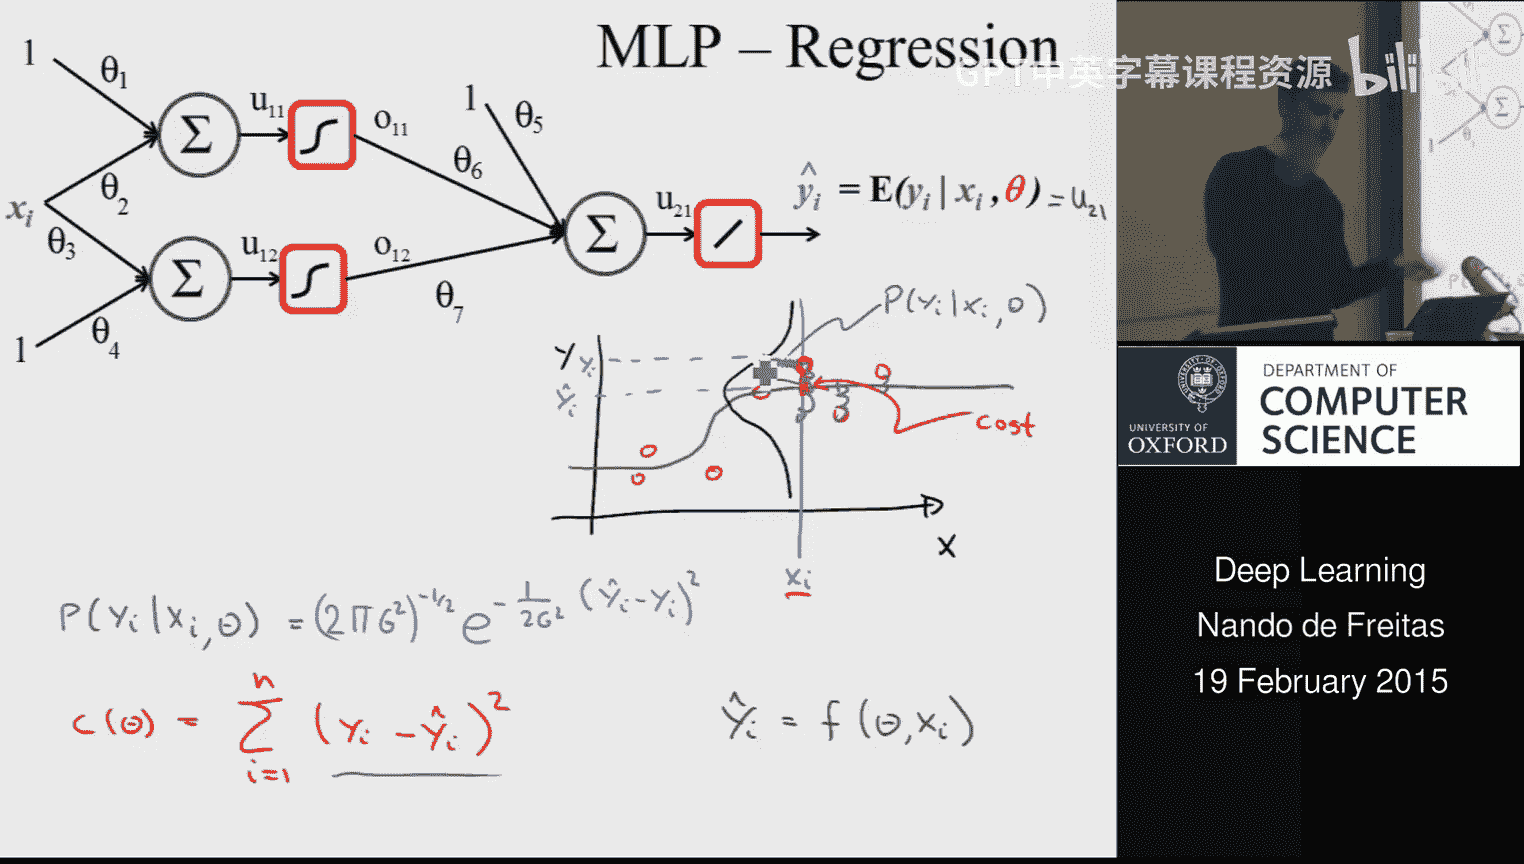 MLP – Regression
GPT中英字幕课程资源 bili
1
θ₁
u₁₁
o₁₁
1
θ₅
Σ
θ₆
xᵢ
θ₂
θ₃
Σ
u₂₁
ŷᵢ = E(yᵢ | xᵢ, θ) = u₂₁
u₁₂
o₁₂
Σ
θ₇
1
θ₄
P(yᵢ|xᵢ,θ)
Y
yᵢ
ŷᵢ
cost
x
xᵢ
P(yᵢ|xᵢ,θ) = (2πσ²)^(-1/2) e^(-1/(2σ²) (ŷᵢ-yᵢ)²)
c(θ) = Σᵢ₌₁ⁿ (yᵢ - ŷᵢ)²
ŷᵢ = f(θ,xᵢ)
UNIVERSITY OF
OXFORD
DEPARTMENT OF
COMPUTER
SCIENCE
Deep Learning
Nando de Freitas
19 February 2015